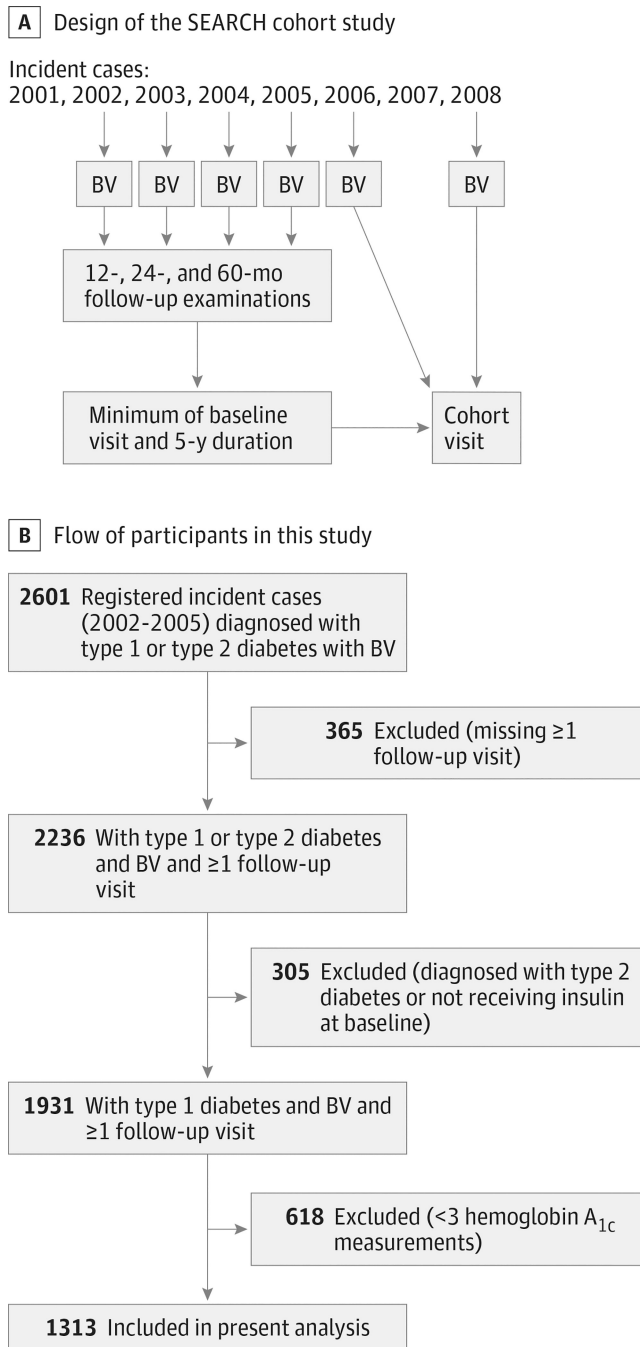 A Design of the SEARCH cohort study
Incident cases:
2001, 2002, 2003, 2004, 2005, 2006, 2007, 2008
BV BV BV BV BV BV
12-, 24-, and 60-mo
follow-up examinations
Minimum of baseline
visit and 5-y duration
Cohort
visit
B Flow of participants in this study
2601 Registered incident cases
(2002-2005) diagnosed with
type 1 or type 2 diabetes with BV
365 Excluded (missing ≥1
follow-up visit)
2236 With type 1 or type 2 diabetes
and BV and ≥1 follow-up
visit
305 Excluded (diagnosed with type 2
diabetes or not receiving insulin
at baseline)
1931 With type 1 diabetes and BV and
≥1 follow-up visit
618 Excluded (<3 hemoglobin A1c
measurements)
1313 Included in present analysis